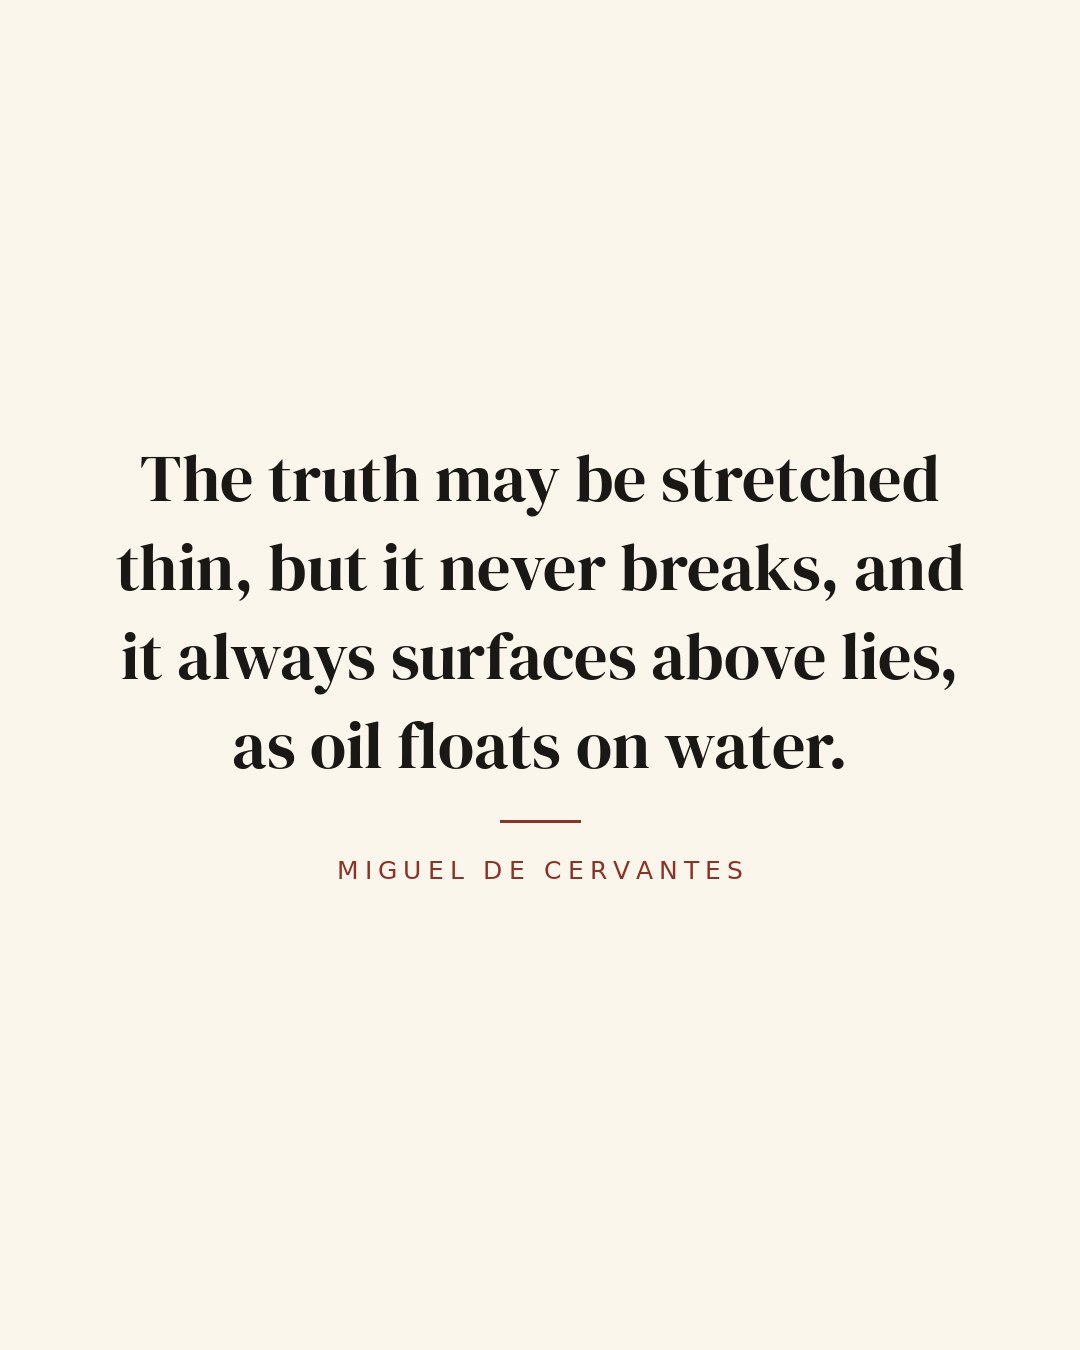 The truth may be stretched
thin, but it never breaks, and
it always surfaces above lies,
as oil floats on water.
MIGUEL DE CERVANTES